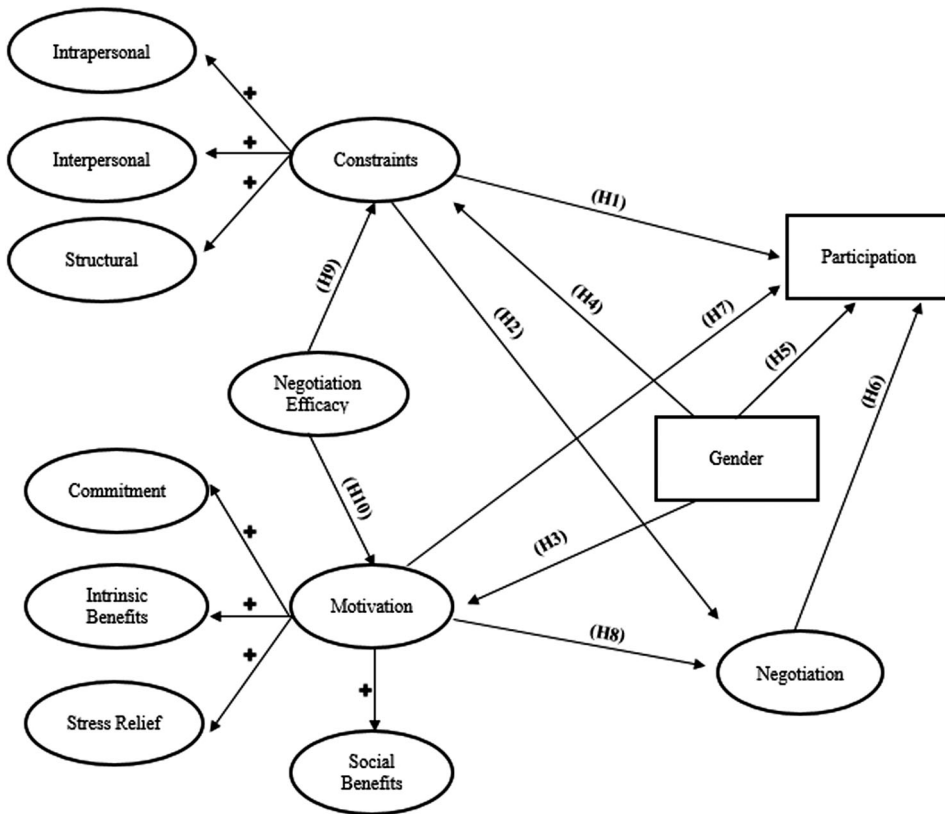 Intrapersonal
+
Interpersonal
+
Constraints
+
Structural
(H1)
Participation
(H9)
(H2)
(H4)
(H7)
(H5)
(H6)
Negotiation
Efficacy
Gender
Commitment
+
(H10)
(H3)
Intrinsic
Benefits
+
Motivation
+
(H8)
Negotiation
Stress Relief
+
Social
Benefits